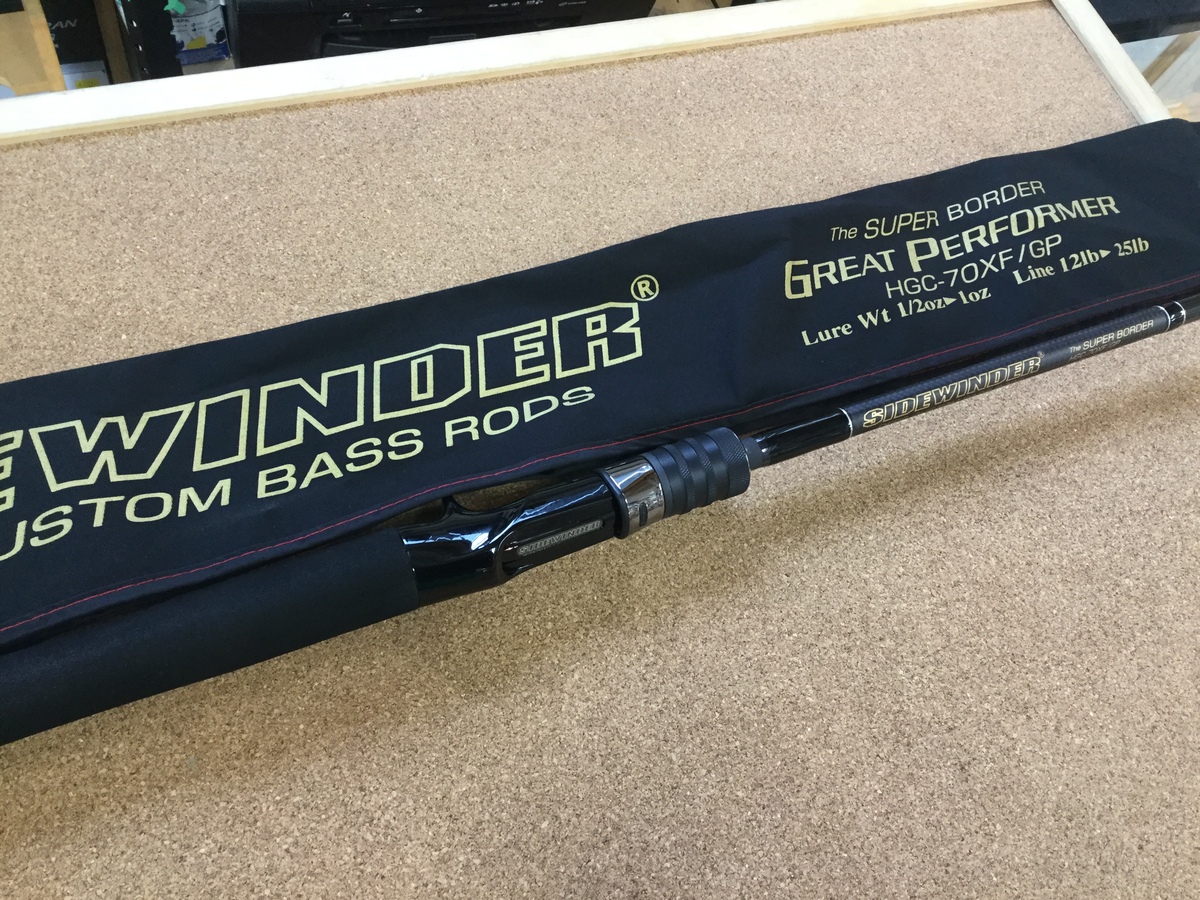 The SUPER BORDER
GREAT PERFORMER
HGC-70XF/GP
Lure Wt 1/2oz▶1oz Line 12lb▶25lb
EWINDER®
USTOM BASS RODS
SIDEWINDER
The SUPER BORDER
SIDEWINDER